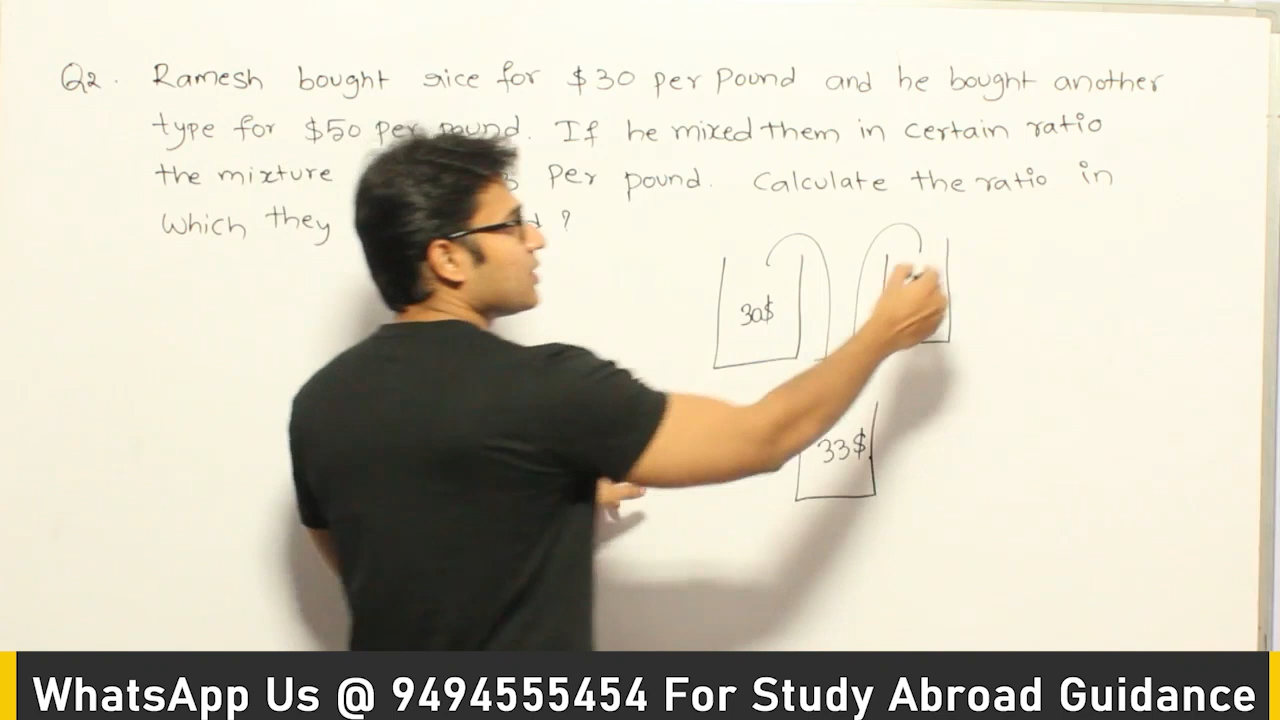 Q2. Ramesh bought rice for $30 per pound and he bought another
type for $50 per pound. If he mixed them in certain ratio
the mixture per pound. Calculate the ratio in
which they ?
30$
33$
WhatsApp Us @ 9494555454 For Study Abroad Guidance